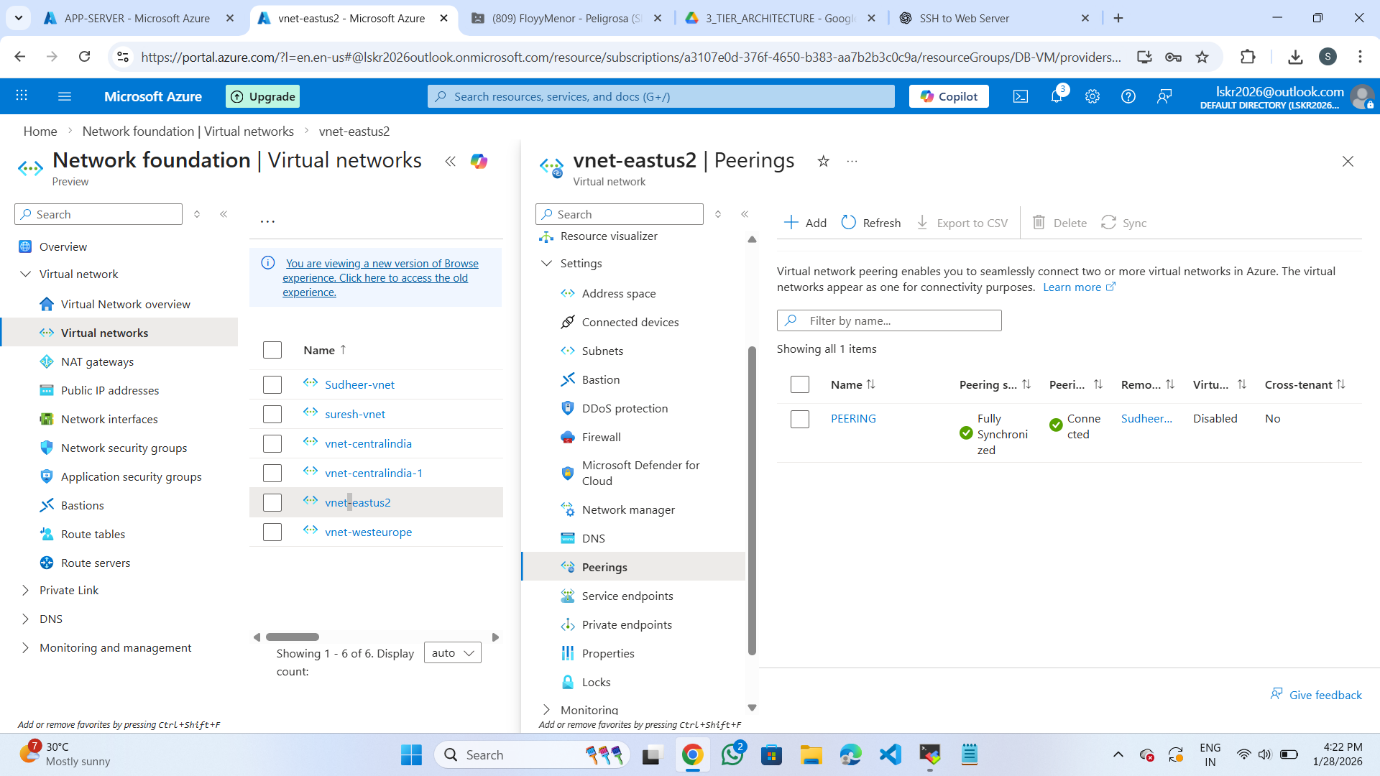 APP-SERVER - Microsoft Azure
vnet-eastus2 - Microsoft Azure
(809) FloyyMenor - Peligrosa (S
3_TIER_ARCHITECTURE - Google
SSH to Web Server
https://portal.azure.com/?l=en.en-us#@lskr2026outlook.onmicrosoft.com/resource/subscriptions/a3107e0d-376f-4650-b383-aa7b2b3c0c9a/resourceGroups/DB-VM/providers...
S
Microsoft Azure
Upgrade
Search resources, services, and docs (G+/)
Copilot
3
lskr2026@outlook.com
DEFAULT DIRECTORY (LSKR2026...
Home
Network foundation | Virtual networks
vnet-eastus2
Network foundation | Virtual networks
Preview
Search
Overview
Virtual network
Virtual Network overview
Virtual networks
NAT gateways
Public IP addresses
Network interfaces
Network security groups
Application security groups
Bastions
Route tables
Route servers
Private Link
DNS
Monitoring and management
Add or remove favorites by pressing Ctrl+Shift+F
...
You are viewing a new version of Browse
experience. Click here to access the old
experience.
Name ↑
Sudheer-vnet
suresh-vnet
vnet-centralindia
vnet-centralindia-1
vnet-eastus2
vnet-westeurope
Showing 1 - 6 of 6. Display
count:
auto
vnet-eastus2 | Peerings
...
Virtual network
Search
Resource visualizer
Settings
Address space
Connected devices
Subnets
Bastion
DDoS protection
Firewall
Microsoft Defender for
Cloud
Network manager
DNS
Peerings
Service endpoints
Private endpoints
Properties
Locks
Monitoring
Add or remove favorites by pressing Ctrl+Shift+F
Add
Refresh
Export to CSV
Delete
Sync
Virtual network peering enables you to seamlessly connect two or more virtual networks in Azure. The virtual
networks appear as one for connectivity purposes. Learn more
Filter by name...
Showing all 1 items
Name
Peering s...
Peeri...
Remo...
Virtu...
Cross-tenant
PEERING
Fully
Synchroni
zed
Conne
cted
Sudheer...
Disabled
No
Give feedback
7
30°C
Mostly sunny
Search
2
ENG
IN
4:22 PM
1/28/2026